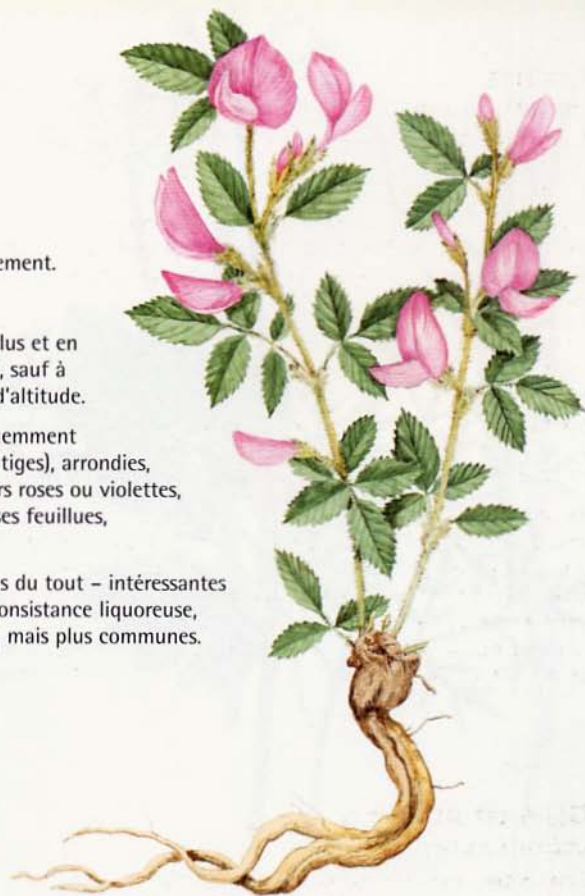 ement.
lus et en
, sauf à
d'altitude.
emment
tiges), arrondies,
rs roses ou violettes,
ses feuillues,
s du tout – intéressantes
onsistance liquoreuse,
mais plus communes.